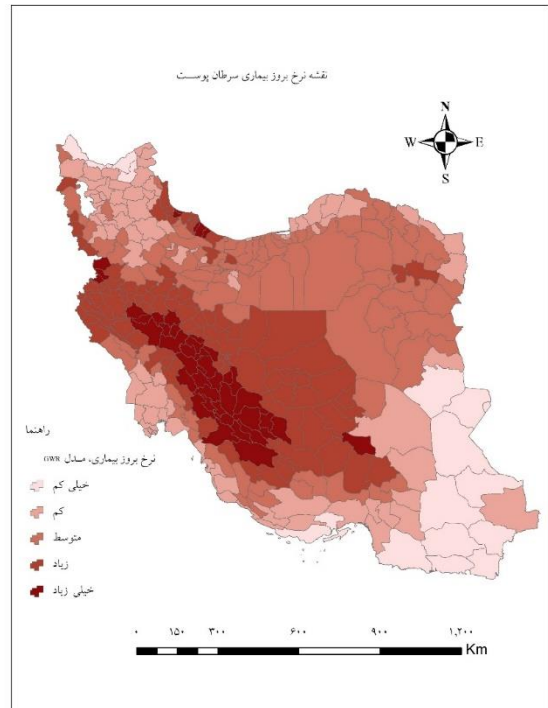 نقشه نرخ بروز بیماری سرطان پوست
N
W E
S
راهنما
نرخ بروز بیماری، مدل GWR
خیلی کم
کم
متوسط
زیاد
خیلی زیاد
۰ ۱۵۰ ۳۰۰ ۶۰۰ ۹۰۰ ۱,۲۰۰
Km